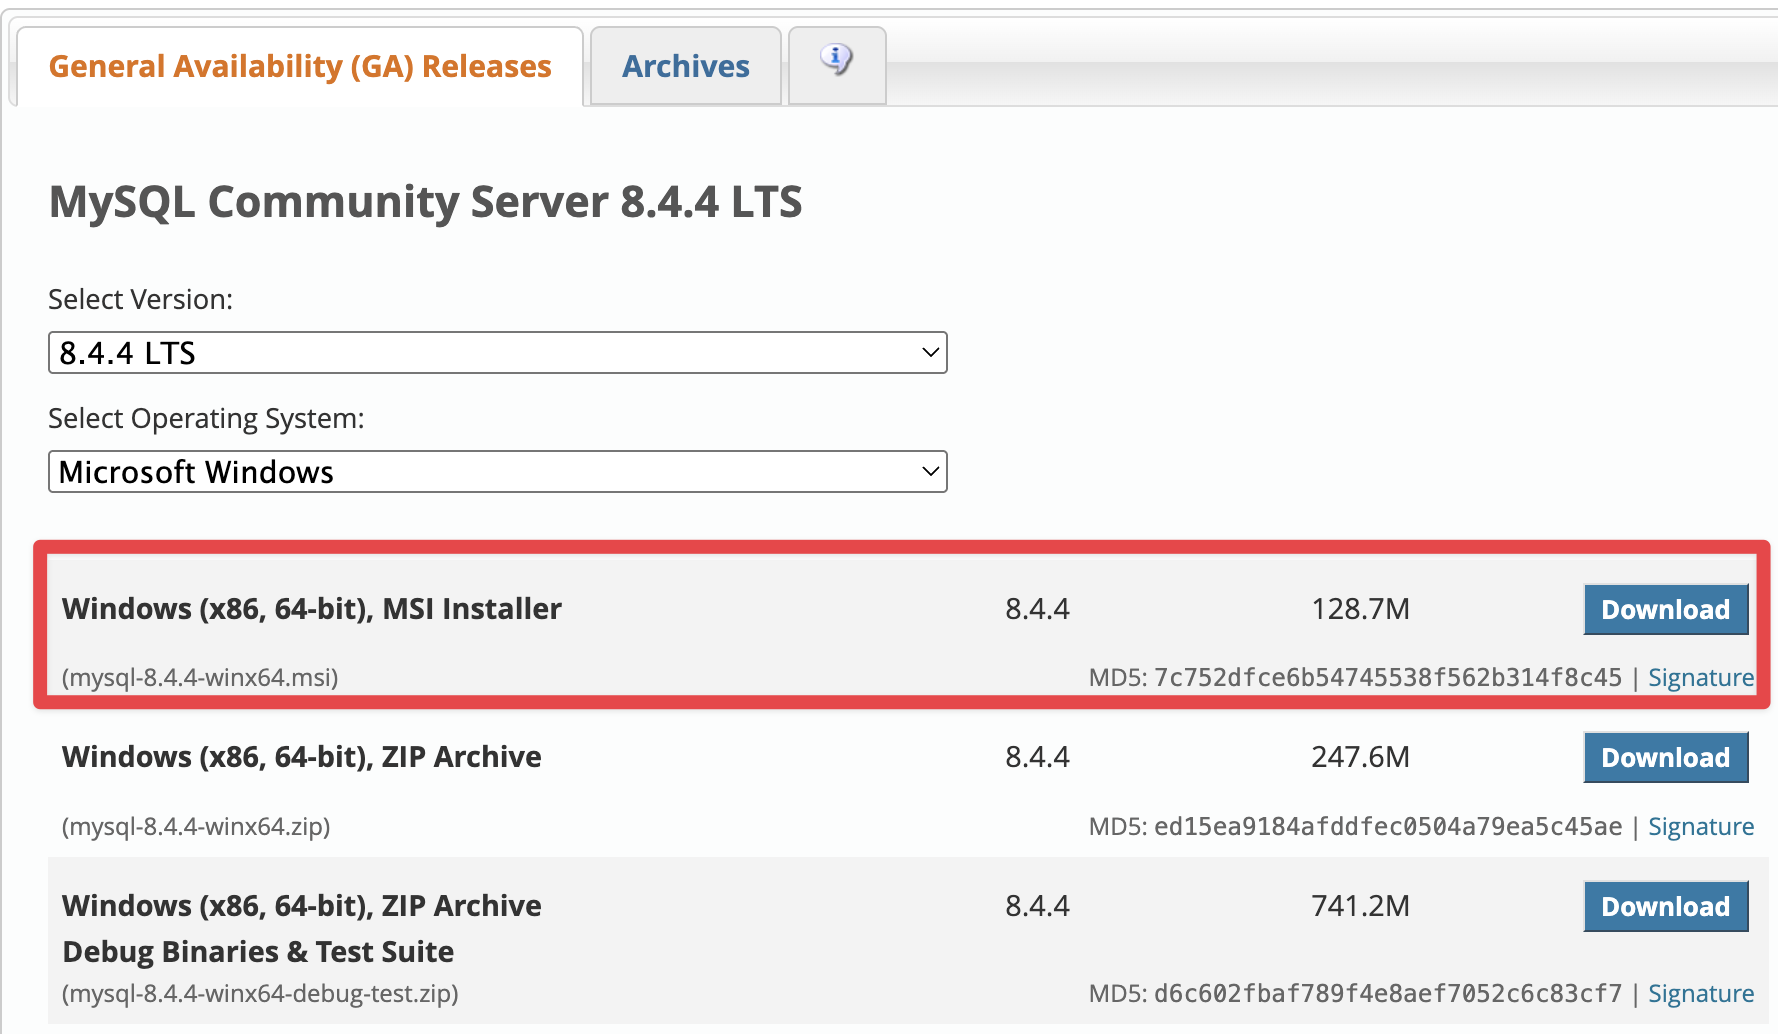 General Availability (GA) Releases
Archives
MySQL Community Server 8.4.4 LTS
Select Version:
8.4.4 LTS
Select Operating System:
Microsoft Windows
Windows (x86, 64-bit), MSI Installer 8.4.4 128.7M Download
(mysql-8.4.4-winx64.msi) MD5: 7c752dfce6b54745538f562b314f8c45 | Signature
Windows (x86, 64-bit), ZIP Archive 8.4.4 247.6M Download
(mysql-8.4.4-winx64.zip) MD5: ed15ea9184afddfec0504a79ea5c45ae | Signature
Windows (x86, 64-bit), ZIP Archive 8.4.4 741.2M Download
Debug Binaries & Test Suite
(mysql-8.4.4-winx64-debug-test.zip) MD5: d6c602fbaf789f4e8aef7052c6c83cf7 | Signature